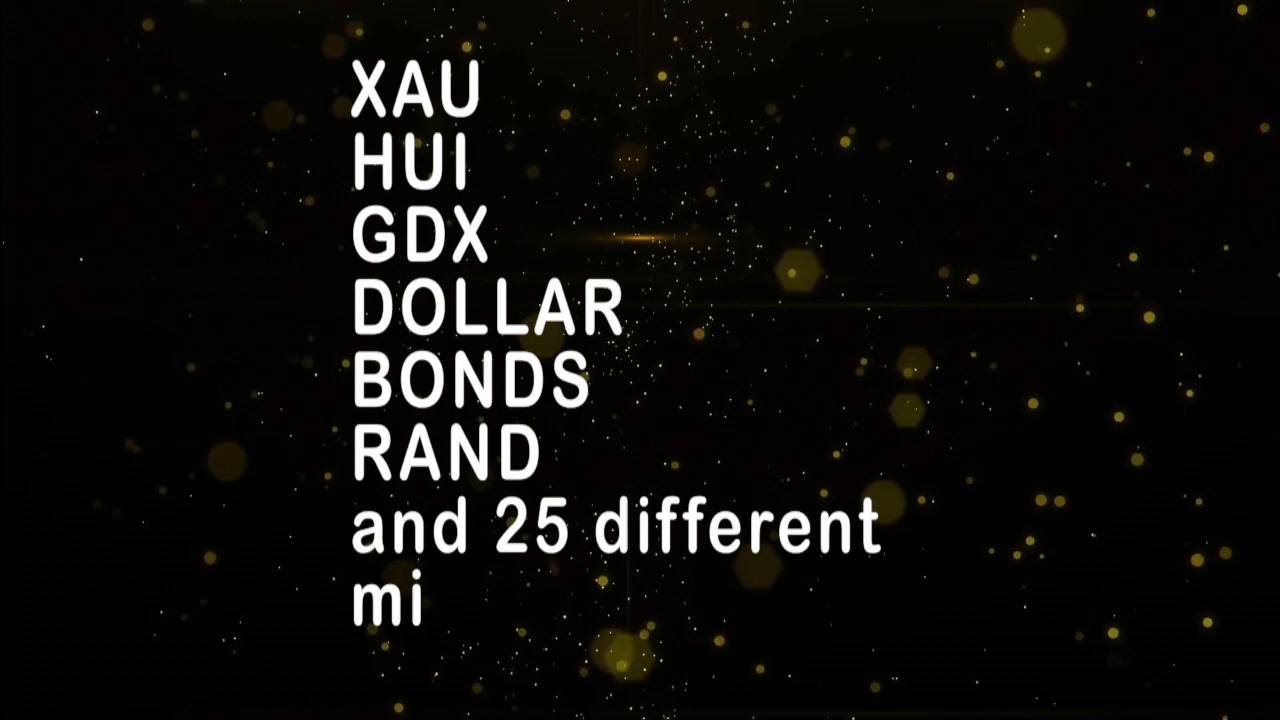 XAU
HUI
GDX
DOLLAR
BONDS
RAND
and 25 different
mi